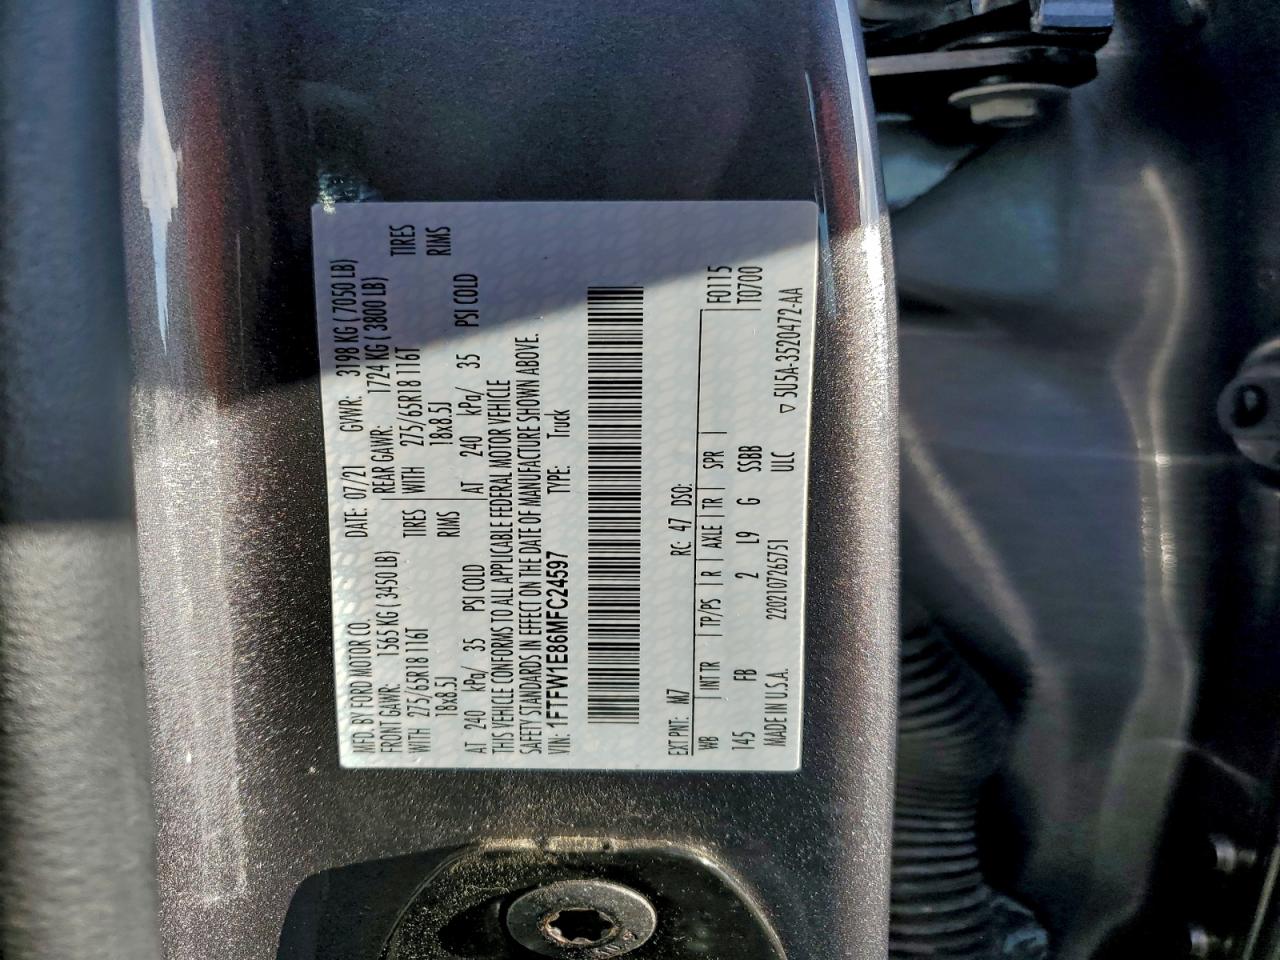 MFD. BY FORD MOTOR CO.
DATE: 07/21 GVWR: 3198 KG ( 7050 LB)
FRONT GAWR: 1565 KG ( 3450 LB)
REAR GAWR: 1724 KG ( 3800 LB)
WITH 275/65R18 116T TIRES
18x8.5J RIMS
AT 240 kPa/ 35 PSI COLD
WITH 275/65R18 116T TIRES
18x8.5J RIMS
AT 240 kPa/ 35 PSI COLD
THIS VEHICLE CONFORMS TO ALL APPLICABLE FEDERAL MOTOR VEHICLE
SAFETY STANDARDS IN EFFECT ON THE DATE OF MANUFACTURE SHOWN ABOVE.
VIN: 1FTFW1E86MFC24597 TYPE: Truck
EXT PNT: M7 RC: 47 DSO:
WB | INT TR | TP/PS | R | AXLE | TR | SPR | F0115
145 FB 2 L9 G SSBB T0700
MADE IN U.S.A. 220210726575​1 ULC ▽ 5U5A-3520472-AA